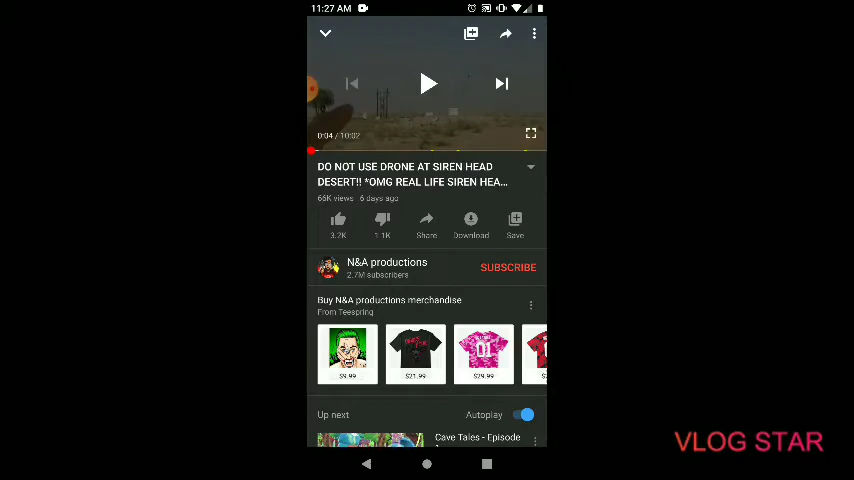 11:27 AM
0:04 / 10:02
DO NOT USE DRONE AT SIREN HEAD
DESERT!! *OMG REAL LIFE SIREN HEA...
66K views · 6 days ago
3.2K
1.1K
Share
Download
Save
N&A productions
2.7M subscribers
SUBSCRIBE
Buy N&A productions merchandise
From Teespring
01
$9.99
$21.99
$29.99
Up next
Autoplay
Cave Tales - Episode
VLOG STAR